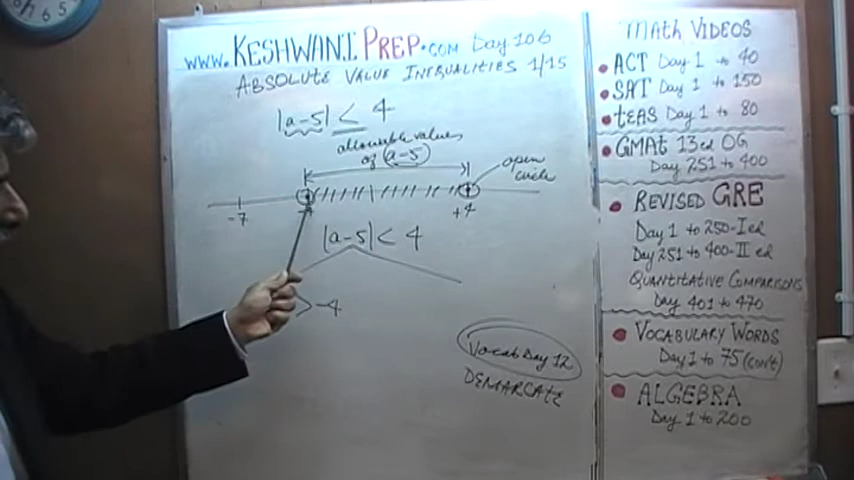 www.KESHWANIPREP.COM Day 106
ABSOLUTE VALUE INEQUALITIES 1/15
|a-5| ≤ 4
allowable values
of (a-5)
open
circle
-7 -4 +4
|a-5| < 4
> -4
Vocab Day 12
DEMARCATE
MATH VIDEOS
ACT Day 1 to 40
SAT Day 1 to 150
tEAS Day 1 to 80
GMAt 13ed OG
Day 251 to 400
REVISED GRE
Day 1 to 250-I ed
Day 251 to 400-II ed
QUANTITATIVE COMPARISONS
Day 401 to 470
VOCABULARY WORDS
Day 1 to 75 (con't)
ALGEBRA
Day 1 to 200